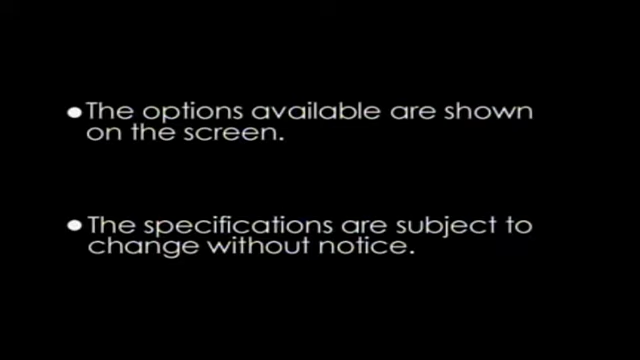 ● The options available are shown
on the screen.
● The specifications are subject to
change without notice.